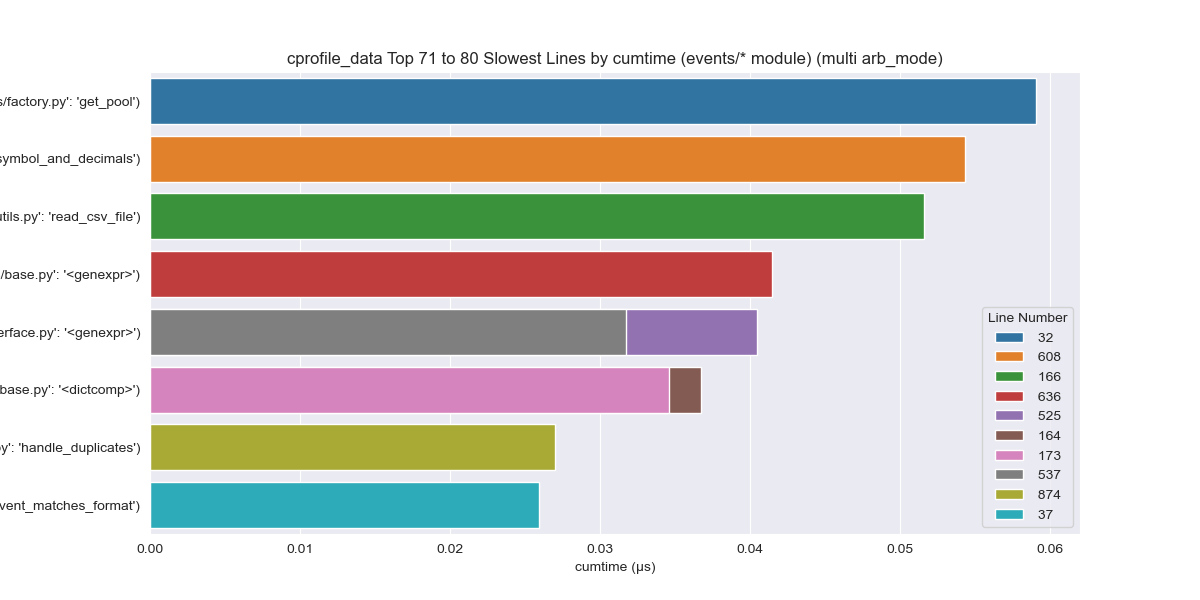 cprofile_data Top 71 to 80 Slowest Lines by cumtime (events/* module) (multi arb_mode)
s/factory.py': 'get_pool')
symbol_and_decimals')
utils.py': 'read_csv_file')
/base.py': '<genexpr>')
erface.py': '<genexpr>')
base.py': '<dictcomp>')
py': 'handle_duplicates')
vent_matches_format')
Line Number
32
608
166
636
525
164
173
537
874
37
0.00 0.01 0.02 0.03 0.04 0.05 0.06
cumtime (µs)